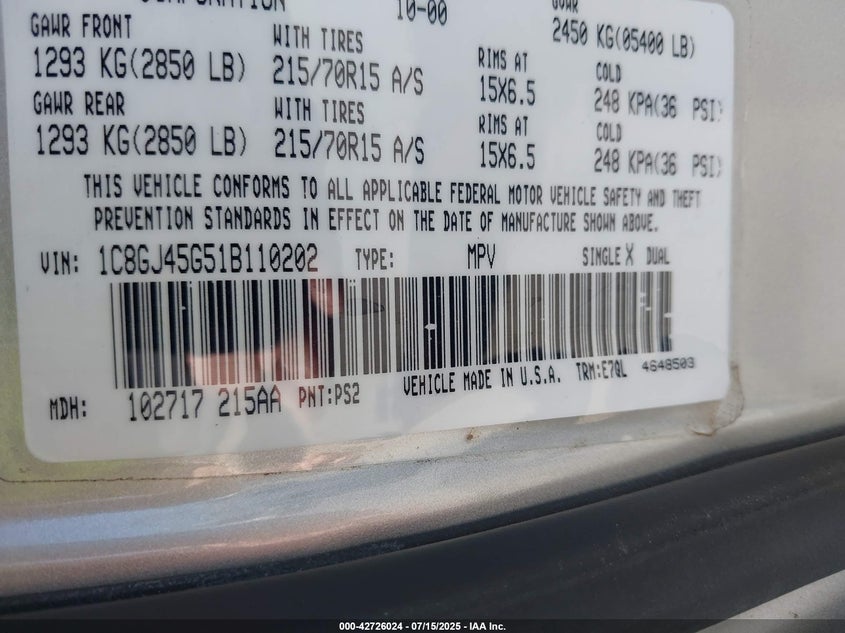 10-00
GAWR FRONT WITH TIRES RIMS AT 2450 KG(05400 LB)
1293 KG(2850 LB) 215/70R15 A/S 15X6.5 COLD 248 KPA(36 PSI)
GAWR REAR WITH TIRES RIMS AT COLD
1293 KG(2850 LB) 215/70R15 A/S 15X6.5 248 KPA(36 PSI)
THIS VEHICLE CONFORMS TO ALL APPLICABLE FEDERAL MOTOR VEHICLE SAFETY AND THEFT
PREVENTION STANDARDS IN EFFECT ON THE DATE OF MANUFACTURE SHOWN ABOVE.
VIN: 1C8GJ45G51B110202 TYPE: MPV SINGLE X DUAL
MDH: 102717 215AA PNT:PS2 VEHICLE MADE IN U.S.A. TRM:E7QL 4648503
000-42726024 / 07/15/2025 - IAA Inc.